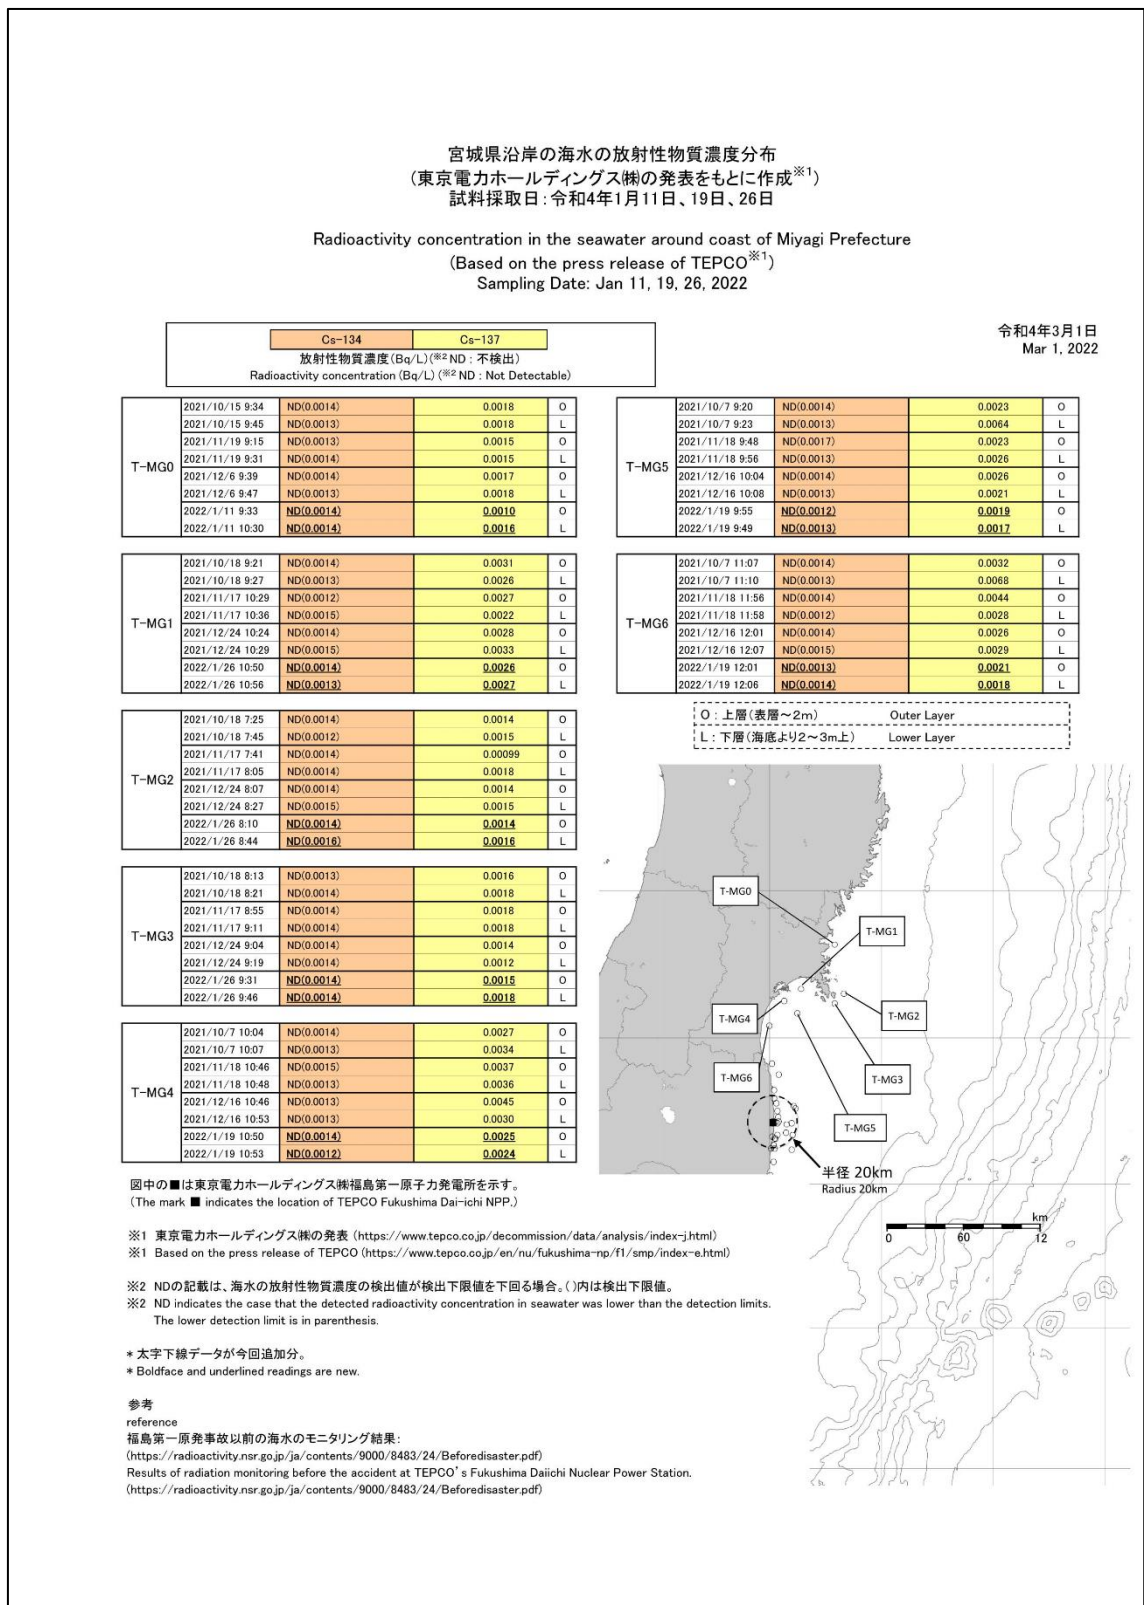 宮城県沿岸の海水の放射性物質濃度分布
(東京電力ホールディングス㈱の発表をもとに作成※1)
試料採取日:令和4年1月11日、19日、26日
Radioactivity concentration in the seawater around coast of Miyagi Prefecture
(Based on the press release of TEPCO※1)
Sampling Date: Jan 11, 19, 26, 2022
令和4年3月1日
Mar 1, 2022
Cs-134 Cs-137
放射性物質濃度(Bq/L)(※2 ND : 不検出)
Radioactivity concentration (Bq/L) (※2 ND : Not Detectable)
T-MG0
2021/10/15 9:34 ND(0.0014) 0.0018 O
2021/10/15 9:45 ND(0.0013) 0.0018 L
2021/11/19 9:15 ND(0.0013) 0.0015 O
2021/11/19 9:31 ND(0.0014) 0.0015 L
2021/12/6 9:39 ND(0.0014) 0.0017 O
2021/12/6 9:47 ND(0.0013) 0.0018 L
2022/1/11 9:33 ND(0.0014) 0.0010 O
2022/1/11 10:30 ND(0.0014) 0.0016 L
T-MG1
2021/10/18 9:21 ND(0.0014) 0.0031 O
2021/10/18 9:27 ND(0.0013) 0.0026 L
2021/11/17 10:29 ND(0.0012) 0.0027 O
2021/11/17 10:36 ND(0.0015) 0.0022 L
2021/12/24 10:24 ND(0.0014) 0.0028 O
2021/12/24 10:29 ND(0.0015) 0.0033 L
2022/1/26 10:50 ND(0.0014) 0.0026 O
2022/1/26 10:56 ND(0.0013) 0.0027 L
T-MG2
2021/10/18 7:25 ND(0.0014) 0.0014 O
2021/10/18 7:45 ND(0.0012) 0.0015 L
2021/11/17 7:41 ND(0.0014) 0.00099 O
2021/11/17 8:05 ND(0.0014) 0.0018 L
2021/12/24 8:07 ND(0.0014) 0.0014 O
2021/12/24 8:27 ND(0.0015) 0.0015 L
2022/1/26 8:10 ND(0.0014) 0.0014 O
2022/1/26 8:44 ND(0.0016) 0.0016 L
T-MG3
2021/10/18 8:13 ND(0.0013) 0.0016 O
2021/10/18 8:21 ND(0.0014) 0.0018 L
2021/11/17 8:55 ND(0.0014) 0.0018 O
2021/11/17 9:11 ND(0.0014) 0.0018 L
2021/12/24 9:04 ND(0.0014) 0.0014 O
2021/12/24 9:19 ND(0.0014) 0.0012 L
2022/1/26 9:31 ND(0.0014) 0.0015 O
2022/1/26 9:46 ND(0.0014) 0.0018 L
T-MG4
2021/10/7 10:04 ND(0.0014) 0.0027 O
2021/10/7 10:07 ND(0.0013) 0.0034 L
2021/11/18 10:46 ND(0.0015) 0.0037 O
2021/11/18 10:48 ND(0.0013) 0.0036 L
2021/12/16 10:46 ND(0.0013) 0.0045 O
2021/12/16 10:53 ND(0.0013) 0.0030 L
2022/1/19 10:50 ND(0.0014) 0.0025 O
2022/1/19 10:53 ND(0.0012) 0.0024 L
T-MG5
2021/10/7 9:20 ND(0.0014) 0.0023 O
2021/10/7 9:23 ND(0.0013) 0.0064 L
2021/11/18 9:48 ND(0.0017) 0.0023 O
2021/11/18 9:56 ND(0.0013) 0.0026 L
2021/12/16 10:04 ND(0.0014) 0.0026 O
2021/12/16 10:08 ND(0.0013) 0.0021 L
2022/1/19 9:55 ND(0.0012) 0.0019 O
2022/1/19 9:49 ND(0.0013) 0.0017 L
T-MG6
2021/10/7 11:07 ND(0.0014) 0.0032 O
2021/10/7 11:10 ND(0.0013) 0.0068 L
2021/11/18 11:56 ND(0.0014) 0.0044 O
2021/11/18 11:58 ND(0.0012) 0.0028 L
2021/12/16 12:01 ND(0.0014) 0.0026 O
2021/12/16 12:07 ND(0.0015) 0.0029 L
2022/1/19 12:01 ND(0.0013) 0.0021 O
2022/1/19 12:06 ND(0.0014) 0.0018 L
O : 上層(表層～2m) Outer Layer
L : 下層(海底より2～3m上) Lower Layer
T-MG0
T-MG1
T-MG2
T-MG4
T-MG6
T-MG3
T-MG5
半径 20km
Radius 20km
km
0 60 12
図中の■は東京電力ホールディングス㈱福島第一原子力発電所を示す。
(The mark ■ indicates the location of TEPCO Fukushima Dai-ichi NPP.)
※1 東京電力ホールディングス㈱の発表 (https://www.tepco.co.jp/decommission/data/analysis/index-j.html)
※1 Based on the press release of TEPCO (https://www.tepco.co.jp/en/nu/fukushima-np/f1/smp/index-e.html)
※2 NDの記載は、海水の放射性物質濃度の検出値が検出下限値を下回る場合。( )内は検出下限値。
※2 ND indicates the case that the detected radioactivity concentration in seawater was lower than the detection limits.
The lower detection limit is in parenthesis.
* 太字下線データが今回追加分。
* Boldface and underlined readings are new.
参考
reference
福島第一原発事故以前の海水のモニタリング結果:
(https://radioactivity.nsr.go.jp/ja/contents/9000/8483/24/Beforedisaster.pdf)
Results of radiation monitoring before the accident at TEPCO's Fukushima Daiichi Nuclear Power Station.
(https://radioactivity.nsr.go.jp/ja/contents/9000/8483/24/Beforedisaster.pdf)